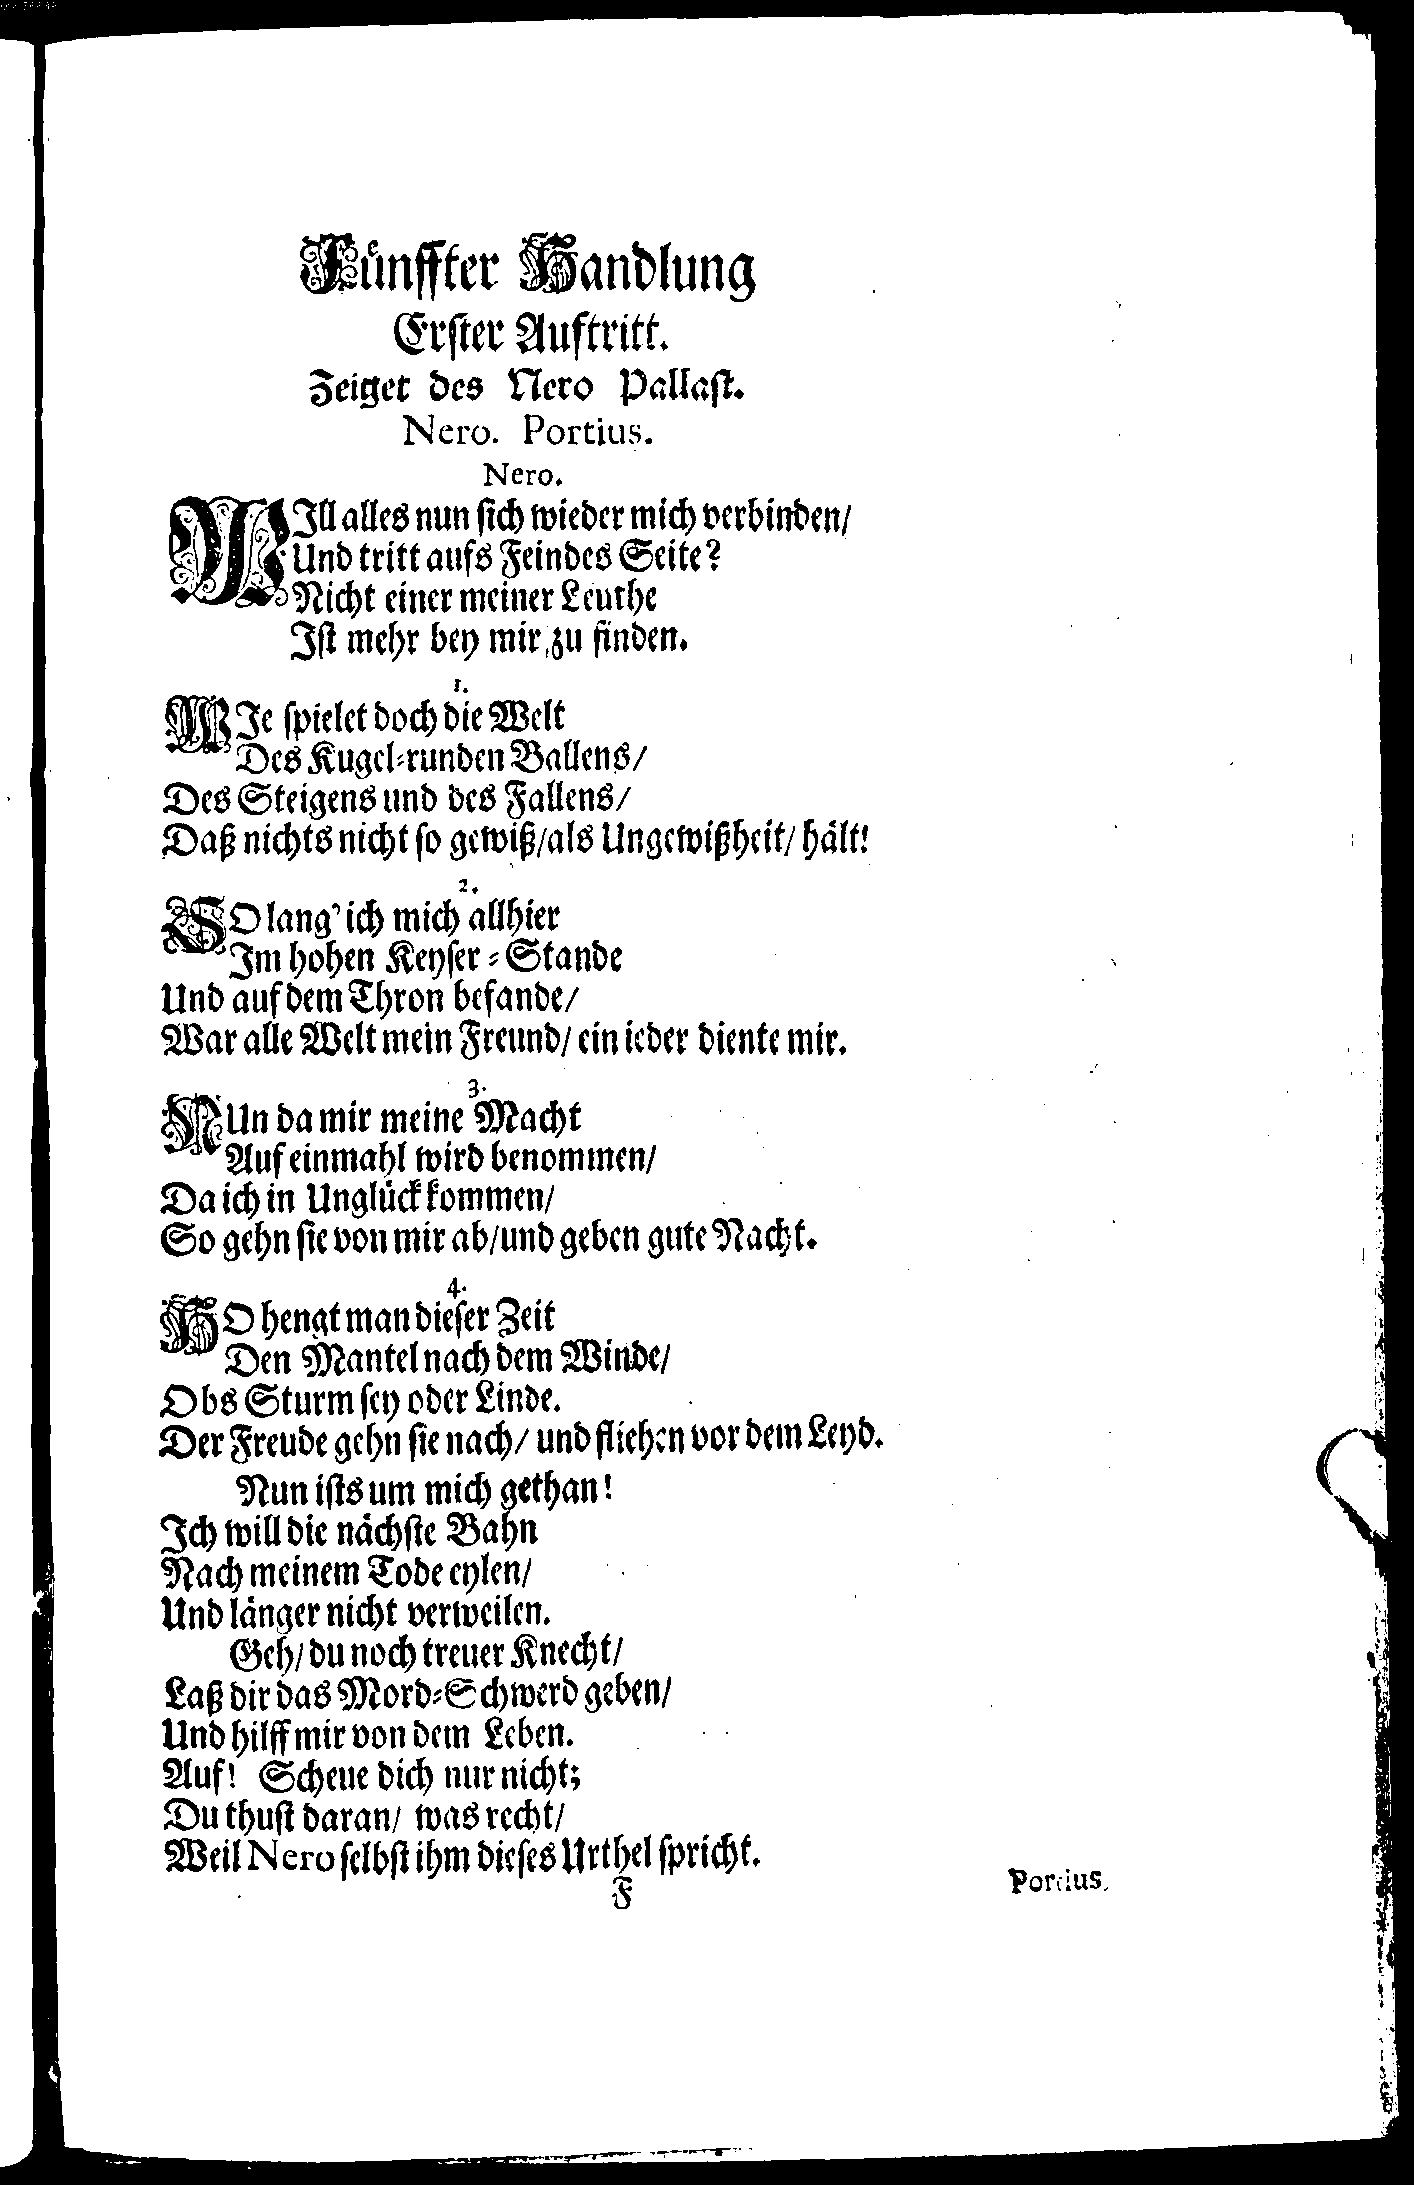 Fünffter Handlung
Erster Auftritt.
Zeiget des Nero Pallast.
Nero. Portius.
Nero.
WIll alles nun sich wieder mich verbinden/
Und tritt aufs Feindes Seite?
Nicht einer meiner Leuthe
Ist mehr bey mir zu finden.
1.
WIe spielet doch die Welt
Des Kugel-runden Ballens/
Des Steigens und des Fallens/
Daß nichts nicht so gewiß/als Ungewißheit/ hält!
2.
SO lang' ich mich allhier
Im hohen Keyser-Stande
Und auf dem Thron befande/
War alle Welt mein Freund/ ein ieder diente mir.
3.
NUn da mir meine Macht
Auf einmahl wird benommen/
Da ich in Unglück kommen/
So gehn sie von mir ab/und geben gute Nacht.
4.
SO hengt man dieser Zeit
Den Mantel nach dem Winde/
Obs Sturm sey oder Linde.
Der Freude gehn sie nach/ und fliehen vor dem Leyd.
Nun ists um mich gethan!
Ich will die nächste Bahn
Nach meinem Tode eylen/
Und länger nicht verweilen.
Geh/ du noch treuer Knecht/
Laß dir das Mord-Schwerd geben/
Und hilff mir von dem Leben.
Auf! Scheue dich nur nicht;
Du thust daran/ was recht/
Weil Nero selbst ihm dieses Urthel spricht.
F
Portius.